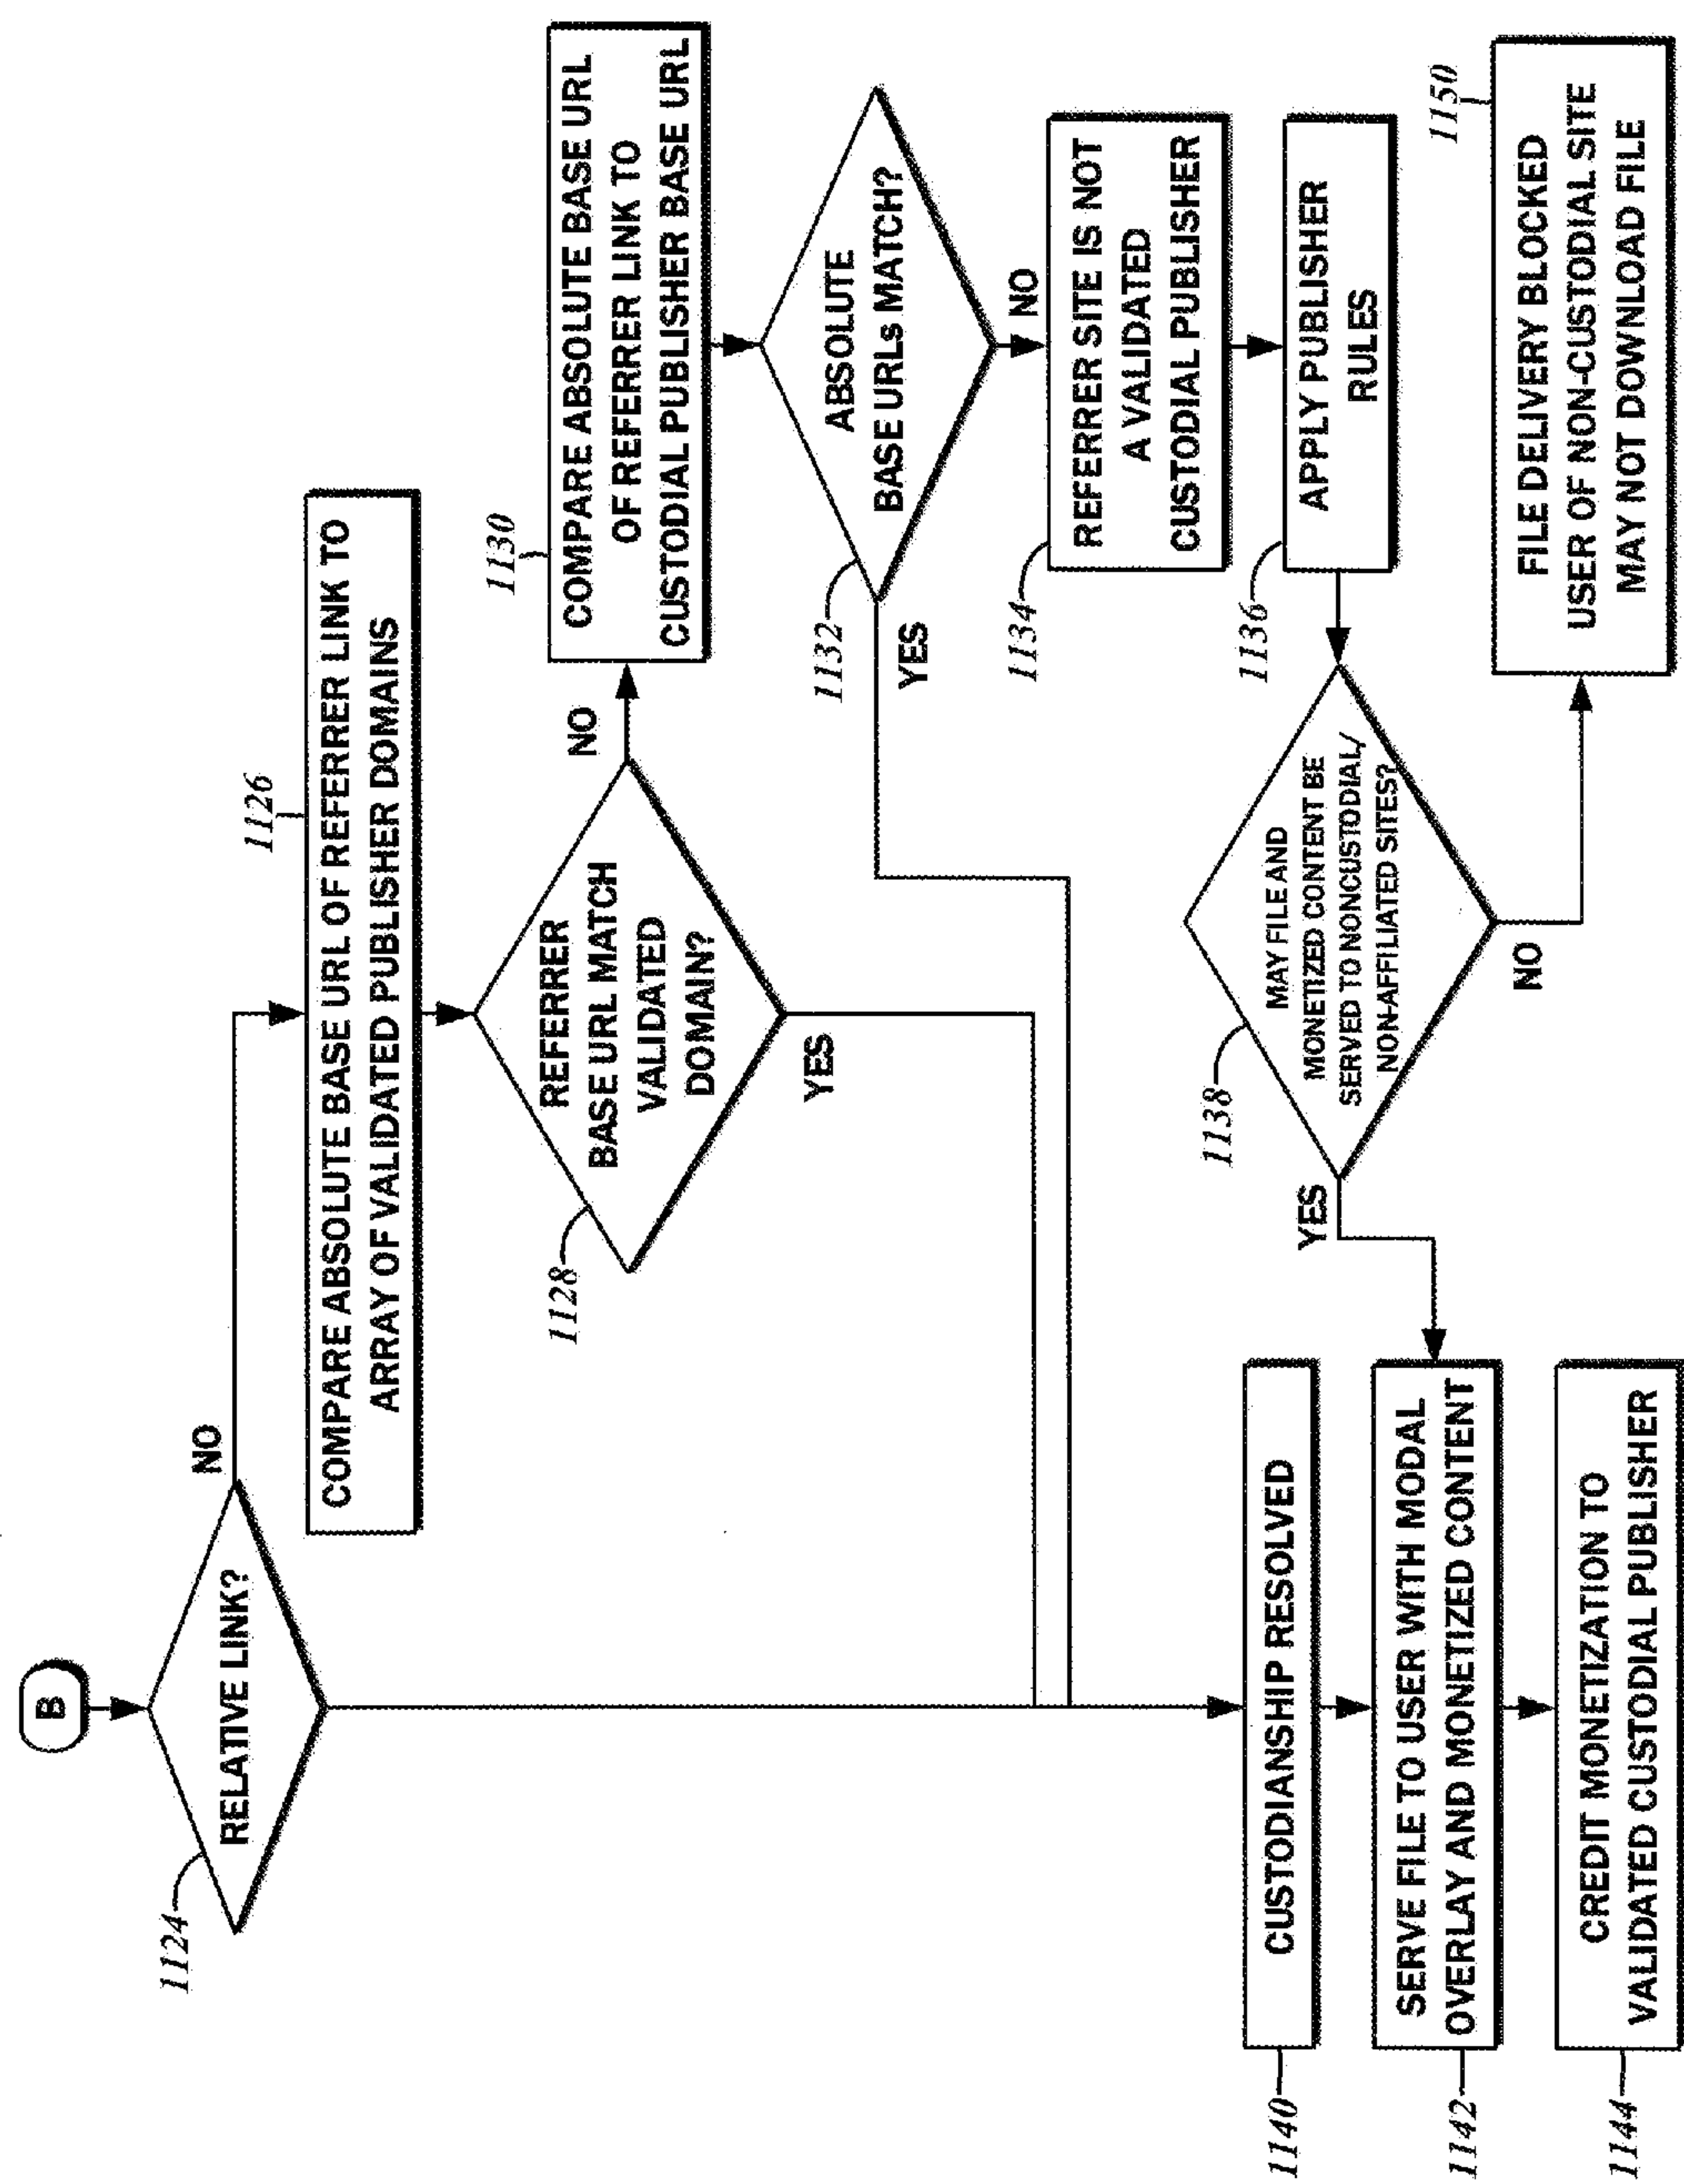 B
1124
RELATIVE LINK?
NO
1126
COMPARE ABSOLUTE BASE URL OF REFERRER LINK TO
ARRAY OF VALIDATED PUBLISHER DOMAINS
1128
REFERRER
BASE URL MATCH
VALIDATED
DOMAIN?
NO
YES
1130
COMPARE ABSOLUTE BASE URL
OF REFERRER LINK TO
CUSTODIAL PUBLISHER BASE URL
1132
ABSOLUTE
BASE URLs MATCH?
YES
NO
1134
REFERRER SITE IS NOT
A VALIDATED
CUSTODIAL PUBLISHER
1136
APPLY PUBLISHER
RULES
1138
MAY FILE AND
MONETIZED CONTENT BE
SERVED TO NONCUSTODIAL/
NON-AFFILIATED SITES?
YES
NO
1150
FILE DELIVERY BLOCKED
USER OF NON-CUSTODIAL SITE
MAY NOT DOWNLOAD FILE
1140
CUSTODIANSHIP RESOLVED
1142
SERVE FILE TO USER WITH MODAL
OVERLAY AND MONETIZED CONTENT
1144
CREDIT MONETIZATION TO
VALIDATED CUSTODIAL PUBLISHER